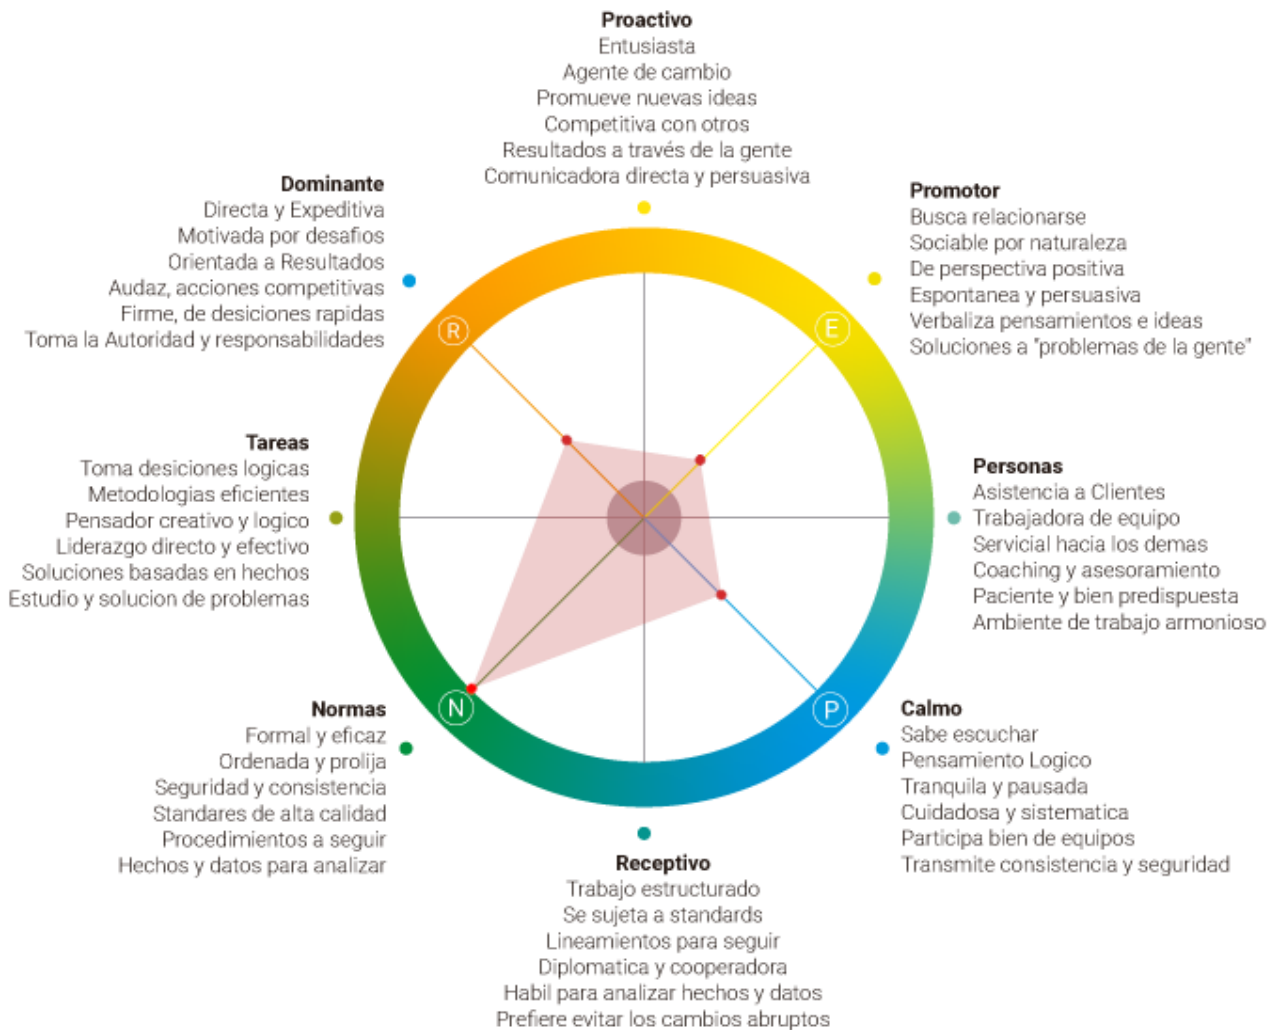 Proactivo
Entusiasta
Agente de cambio
Promueve nuevas ideas
Competitiva con otros
Resultados a través de la gente
Comunicadora directa y persuasiva
Dominante
Directa y Expeditiva
Motivada por desafios
Orientada a Resultados
Audaz, acciones competitivas
Firme, de desiciones rapidas
Toma la Autoridad y responsabilidades
Promotor
Busca relacionarse
Sociable por naturaleza
De perspectiva positiva
Espontanea y persuasiva
Verbaliza pensamientos e ideas
Soluciones a "problemas de la gente"
R
E
Tareas
Toma desiciones logicas
Metodologias eficientes
Pensador creativo y logico
Liderazgo directo y efectivo
Soluciones basadas en hechos
Estudio y solucion de problemas
Personas
Asistencia a Clientes
Trabajadora de equipo
Servicial hacia los demas
Coaching y asesoramiento
Paciente y bien predispuesta
Ambiente de trabajo armonioso
N
P
Normas
Formal y eficaz
Ordenada y prolija
Seguridad y consistencia
Standares de alta calidad
Procedimientos a seguir
Hechos y datos para analizar
Calmo
Sabe escuchar
Pensamiento Logico
Tranquila y pausada
Cuidadosa y sistematica
Participa bien de equipos
Transmite consistencia y seguridad
Receptivo
Trabajo estructurado
Se sujeta a standards
Lineamientos para seguir
Diplomatica y cooperadora
Habil para analizar hechos y datos
Prefiere evitar los cambios abruptos